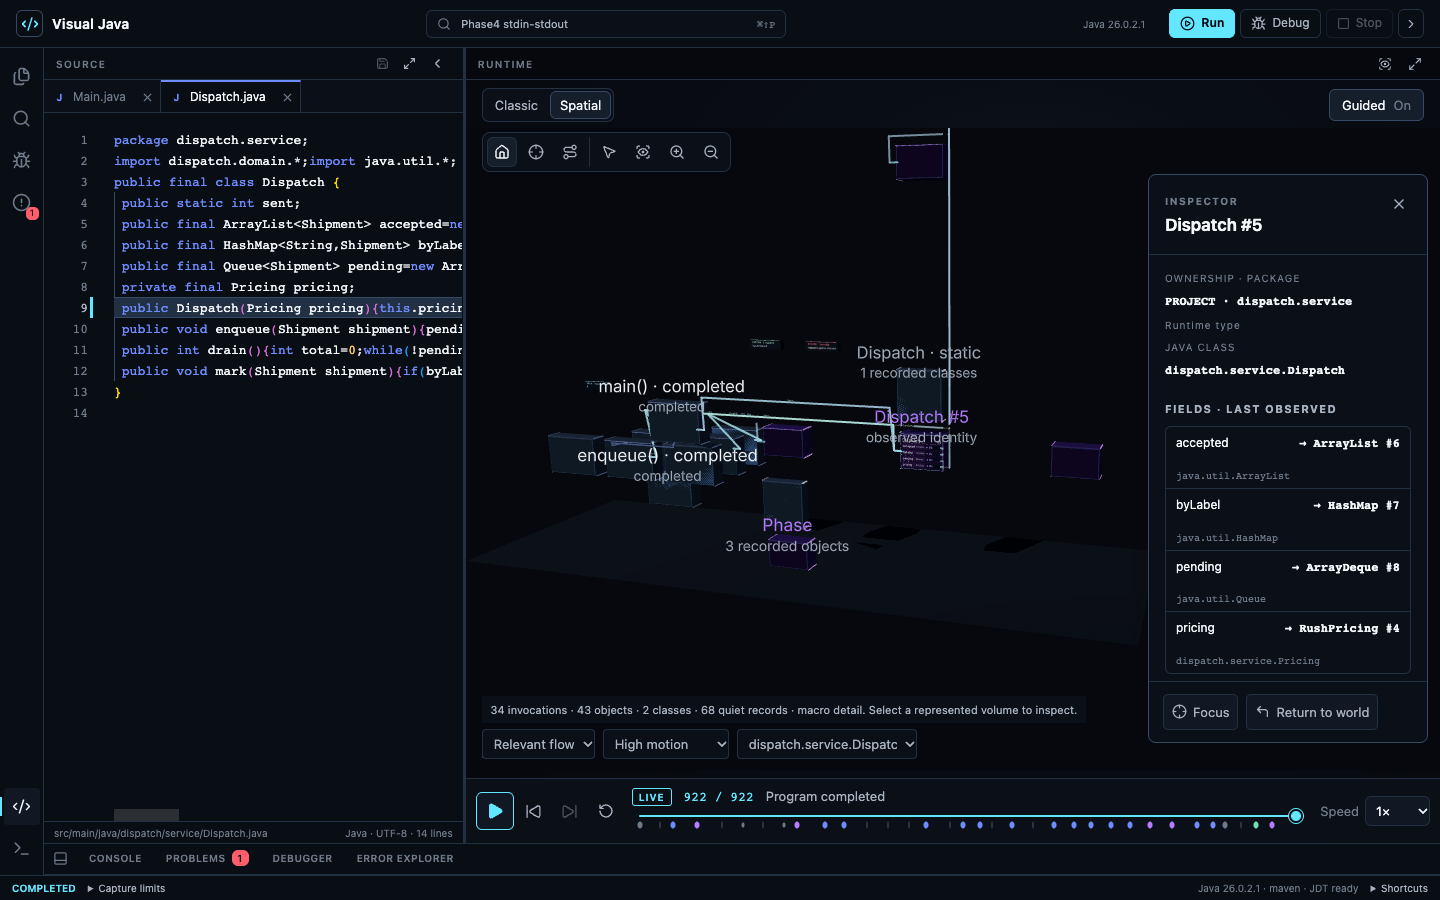 Visual Java
Phase4 stdin-stdout
⌘⇧P
Java 26.0.2.1
Run
Debug
Stop
SOURCE
RUNTIME
J Main.java
J Dispatch.java
Classic
Spatial
Guided On
1 package dispatch.service;
2 import dispatch.domain.*;import java.util.*;
3 public final class Dispatch {
4 public static int sent;
5 public final ArrayList<Shipment> accepted=ne
6 public final HashMap<String,Shipment> byLabe
7 public final Queue<Shipment> pending=new Arr
8 private final Pricing pricing;
9 public Dispatch(Pricing pricing){this.pricin
10 public void enqueue(Shipment shipment){pendi
11 public int drain(){int total=0;while(!pendin
12 public void mark(Shipment shipment){if(byLab
13 }
14
1
Dispatch · static
1 recorded classes
main() · completed
completed
Dispatch #5
observed identity
enqueue() · completed
completed
Phase
3 recorded objects
INSPECTOR
Dispatch #5
OWNERSHIP · PACKAGE
PROJECT · dispatch.service
Runtime type
JAVA CLASS
dispatch.service.Dispatch
FIELDS · LAST OBSERVED
accepted → ArrayList #6
java.util.ArrayList
byLabel → HashMap #7
java.util.HashMap
pending → ArrayDeque #8
java.util.Queue
pricing → RushPricing #4
dispatch.service.Pricing
Focus
Return to world
34 invocations · 43 objects · 2 classes · 68 quiet records · macro detail. Select a represented volume to inspect.
Relevant flow
High motion
dispatch.service.Dispatc
LIVE 922 / 922 Program completed
Speed 1×
src/main/java/dispatch/service/Dispatch.java
Java · UTF-8 · 14 lines
CONSOLE
PROBLEMS 1
DEBUGGER
ERROR EXPLORER
COMPLETED
Capture limits
Java 26.0.2.1 · maven · JDT ready
Shortcuts